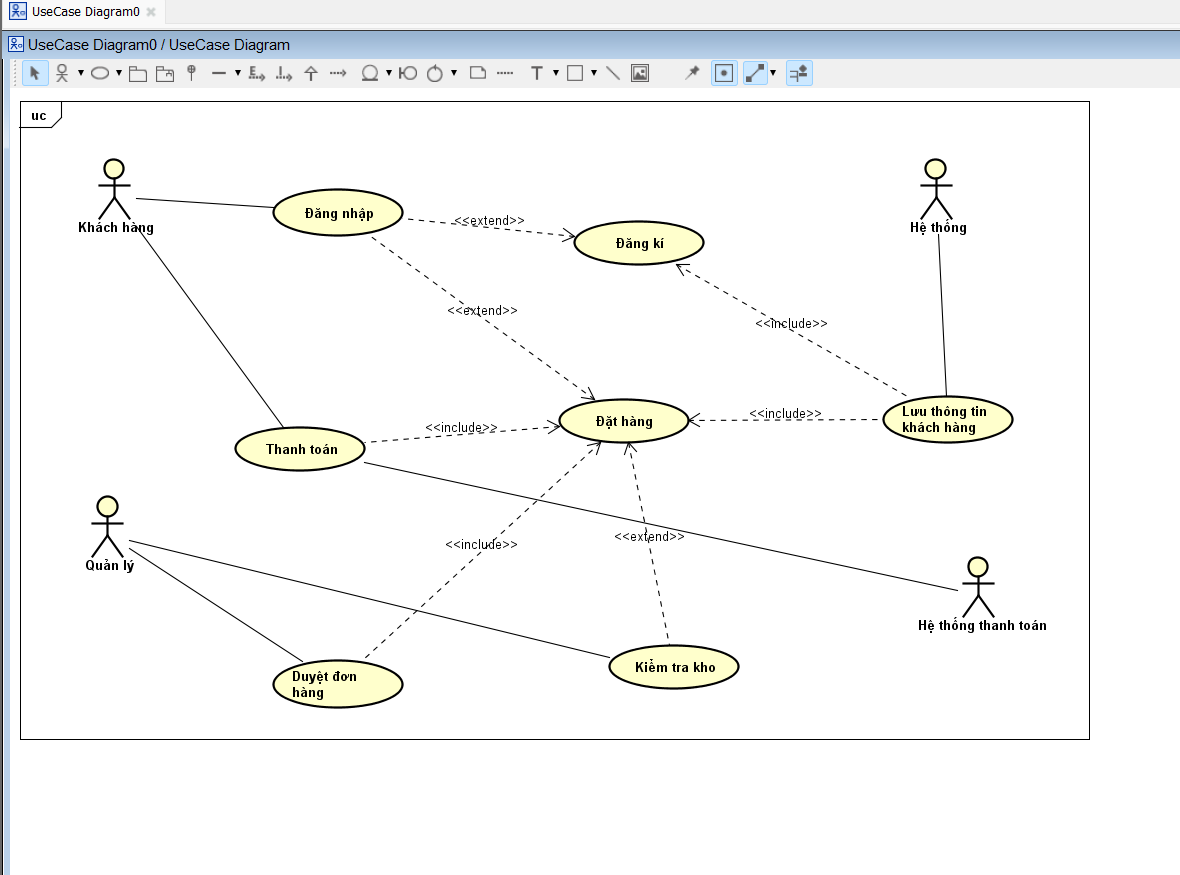 UseCase Diagram0
UseCase Diagram0 / UseCase Diagram
uc
Khách hàng
Đăng nhập
<<extend>>
Đăng kí
Hệ thống
<<extend>>
<<include>>
Đặt hàng
<<include>>
Lưu thông tin
khách hàng
Thanh toán
<<include>>
Quản lý
<<include>>
<<extend>>
Hệ thống thanh toán
Duyệt đơn
hàng
Kiểm tra kho